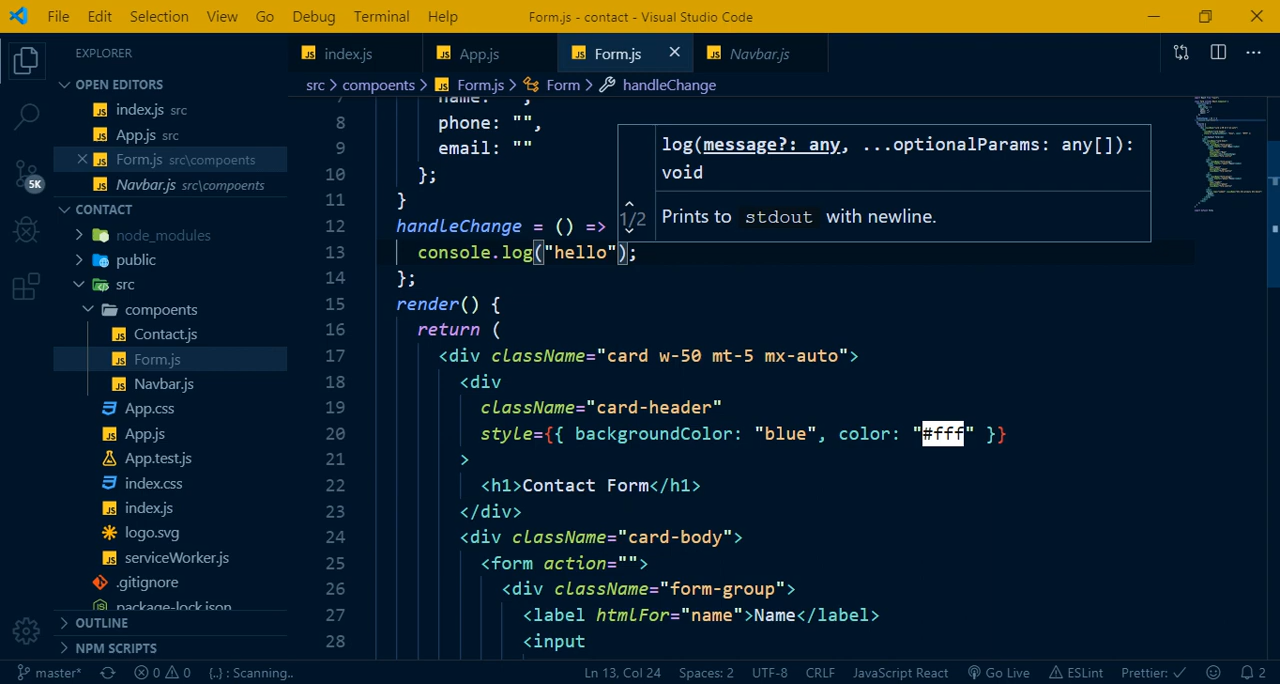 File Edit Selection View Go Debug Terminal Help
Form.js - contact - Visual Studio Code
EXPLORER
OPEN EDITORS
index.js src
App.js src
Form.js src\compoents
Navbar.js src\compoents
CONTACT
node_modules
public
src
compoents
Contact.js
Form.js
Navbar.js
App.css
App.js
App.test.js
index.css
index.js
logo.svg
serviceWorker.js
.gitignore
package-lock.json
OUTLINE
NPM SCRIPTS
5K
index.js App.js Form.js Navbar.js
src > compoents > Form.js > Form > handleChange
7 name: "",
8 phone: "",
9 email: ""
10 };
11 }
12 handleChange = () =>
13 console.log("hello");
14 };
15 render() {
16 return (
17 <div className="card w-50 mt-5 mx-auto">
18 <div
19 className="card-header"
20 style={{ backgroundColor: "blue", color: "#fff" }}
21 >
22 <h1>Contact Form</h1>
23 </div>
24 <div className="card-body">
25 <form action="">
26 <div className="form-group">
27 <label htmlFor="name">Name</label>
28 <input
log(message?: any, ...optionalParams: any[]):
void
1/2
Prints to stdout with newline.
master* 0 0 {..} : Scanning.. Ln 13, Col 24 Spaces: 2 UTF-8 CRLF JavaScript React Go Live ESLint Prettier: ✓ 2